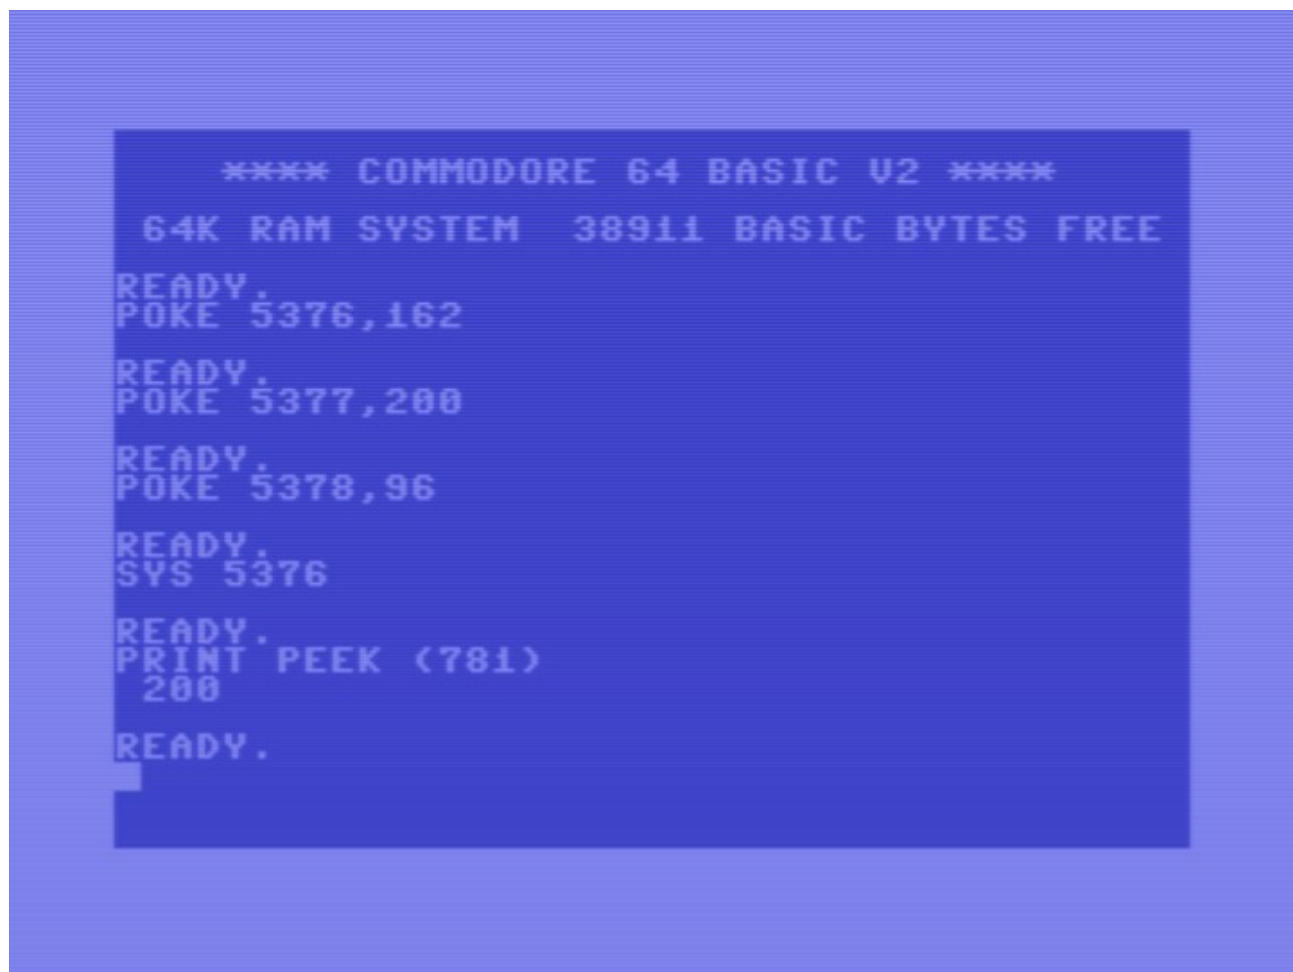 **** COMMODORE 64 BASIC V2 ****
64K RAM SYSTEM  38911 BASIC BYTES FREE
READY.
POKE 5376,162
READY.
POKE 5377,200
READY.
POKE 5378,96
READY.
SYS 5376
READY.
PRINT PEEK (781)
200
READY.